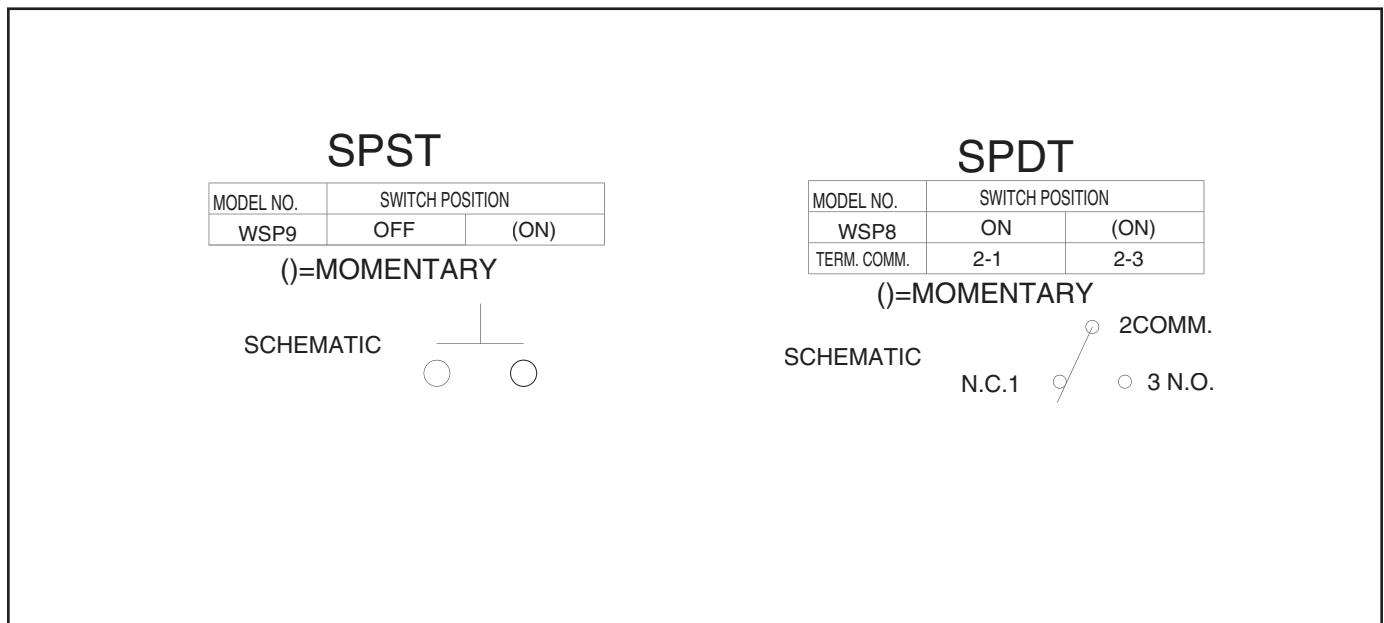 SPST
MODEL NO. SWITCH POSITION
WSP9 OFF (ON)
()=MOMENTARY
SCHEMATIC
SPDT
MODEL NO. SWITCH POSITION
WSP8 ON (ON)
TERM. COMM. 2-1 2-3
()=MOMENTARY
2COMM.
SCHEMATIC
N.C.1 3 N.O.